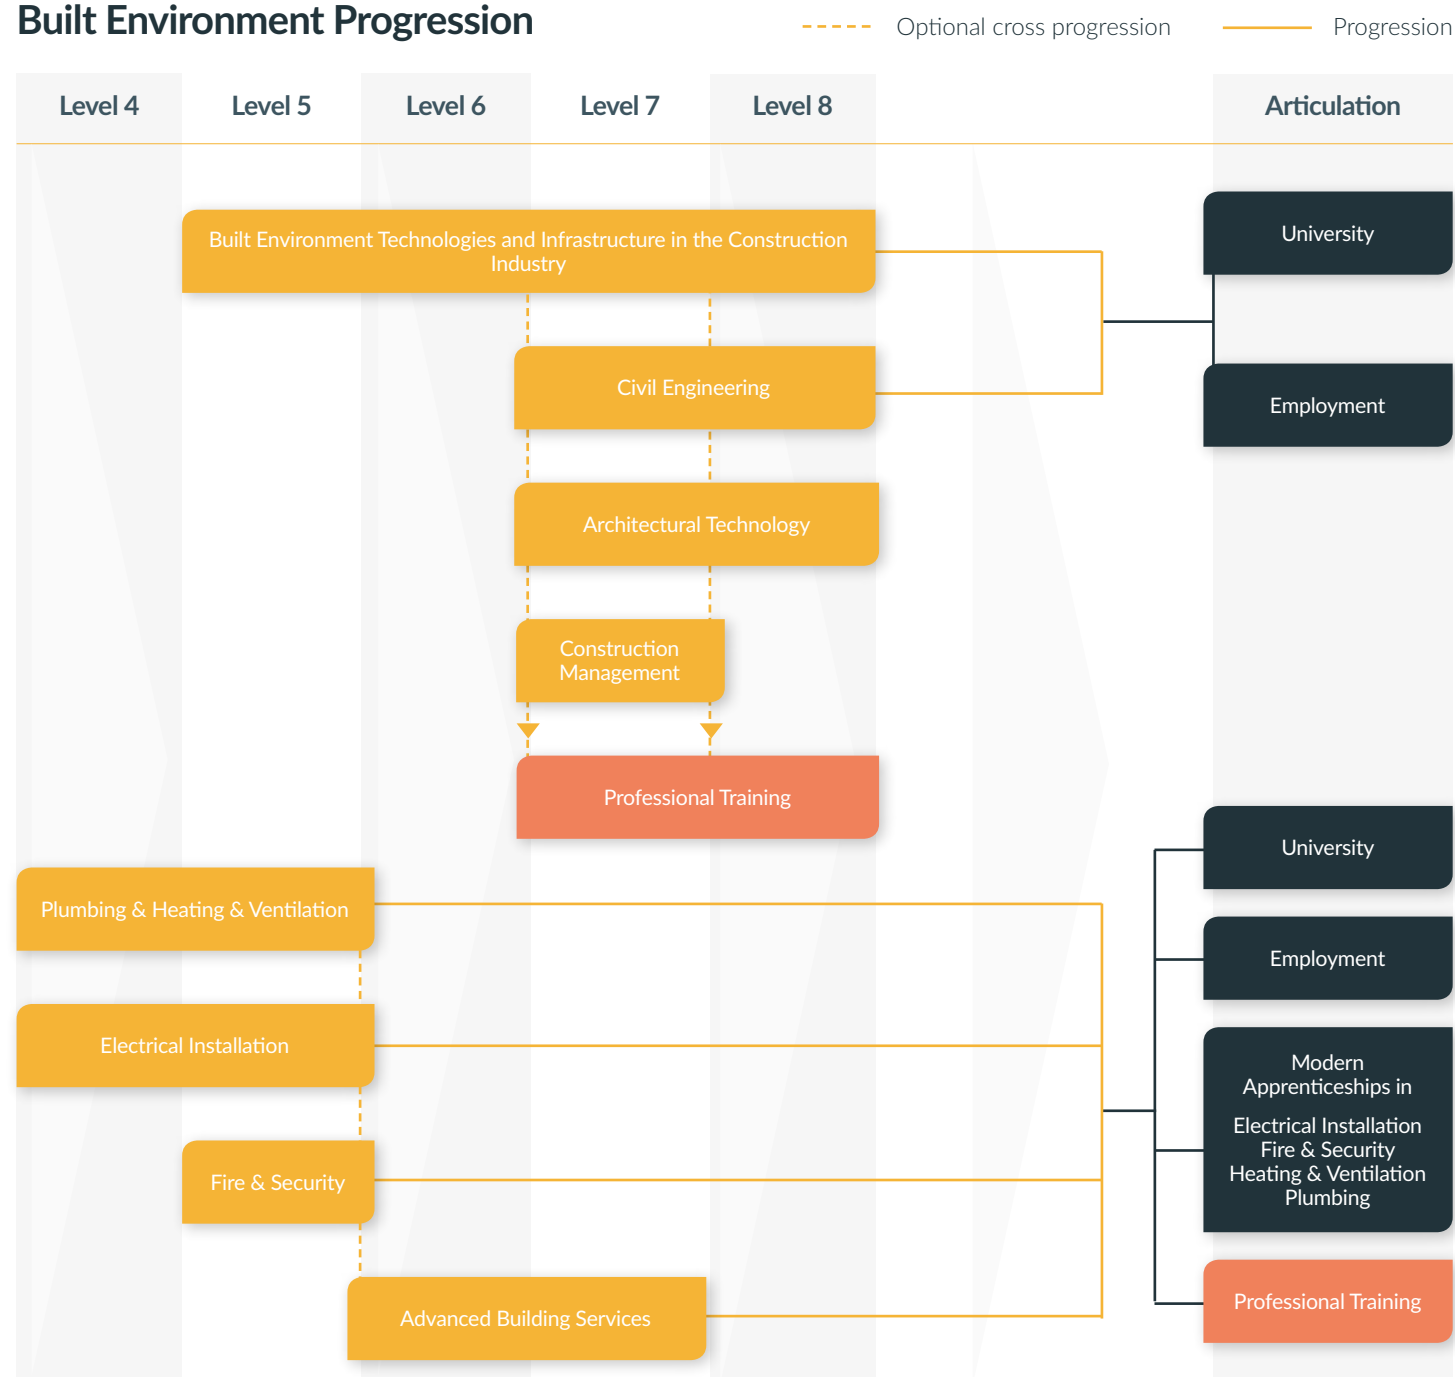 Built Environment Progression
Optional cross progression
Progression
Level 4
Level 5
Level 6
Level 7
Level 8
Articulation
Built Environment Technologies and Infrastructure in the Construction
Industry
University
Civil Engineering
Employment
Architectural Technology
Construction
Management
Professional Training
University
Plumbing & Heating & Ventilation
Employment
Electrical Installation
Modern
Apprenticeships in
Electrical Installation
Fire & Security
Heating & Ventilation
Plumbing
Fire & Security
Professional Training
Advanced Building Services